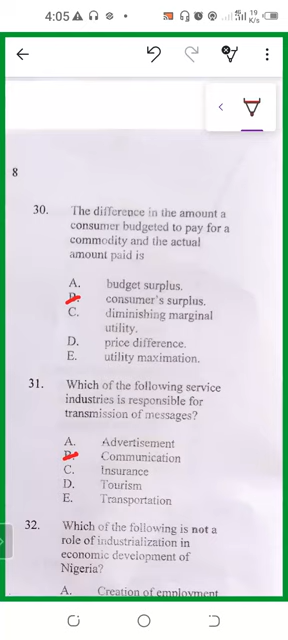 4:05
4G
19
K/s
8
30. The difference in the amount a
consumer budgeted to pay for a
commodity and the actual
amount paid is
A. budget surplus.
B. consumer's surplus.
C. diminishing marginal
utility.
D. price difference.
E. utility maximation.
31. Which of the following service
industries is responsible for
transmission of messages?
A. Advertisement
B. Communication
C. Insurance
D. Tourism
E. Transportation
32. Which of the following is not a
role of industrialization in
economic development of
Nigeria?
A. Creation of employment